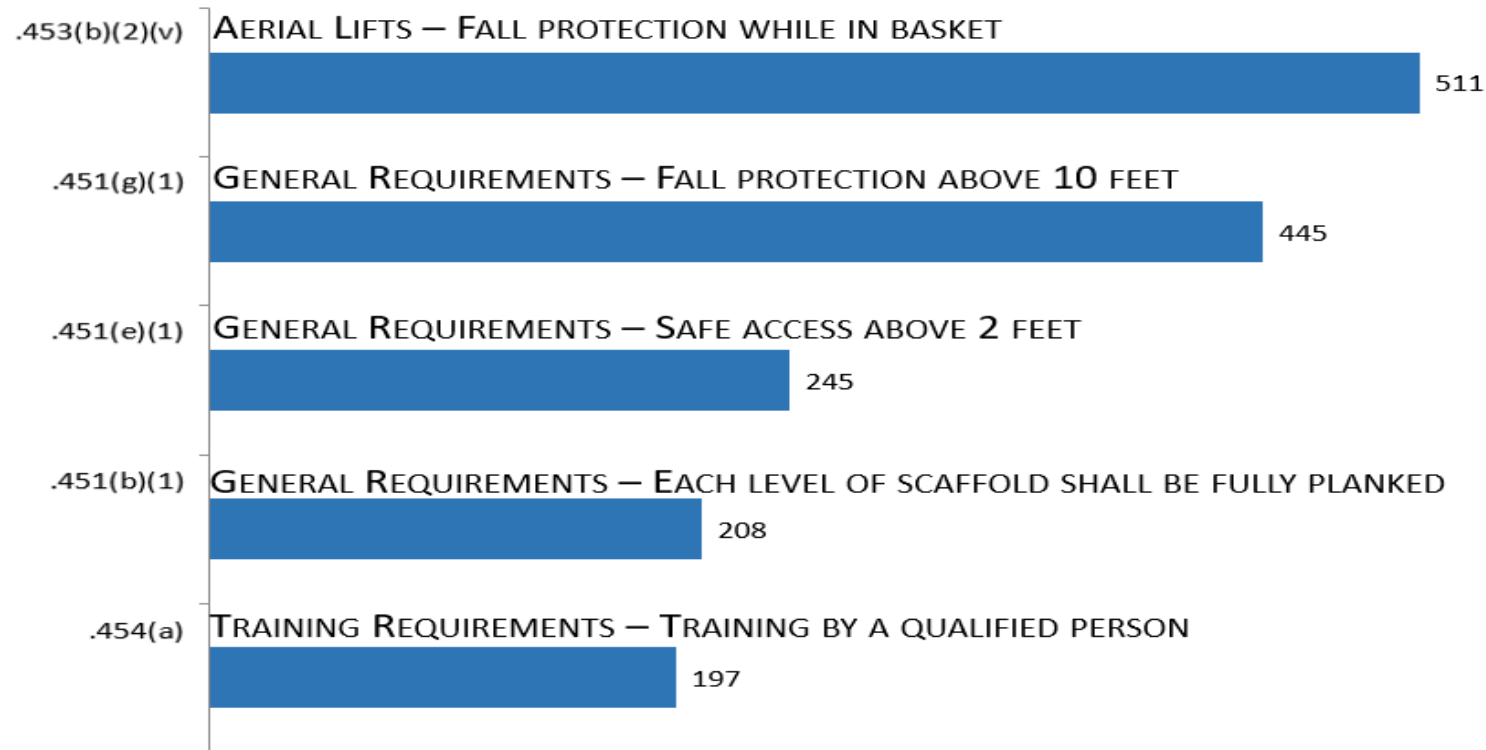 .453(b)(2)(v) Aerial Lifts – Fall protection while in basket
511
.451(g)(1) General Requirements – Fall protection above 10 feet
445
.451(e)(1) General Requirements – Safe access above 2 feet
245
.451(b)(1) General Requirements – Each level of scaffold shall be fully planked
208
.454(a) Training Requirements – Training by a qualified person
197